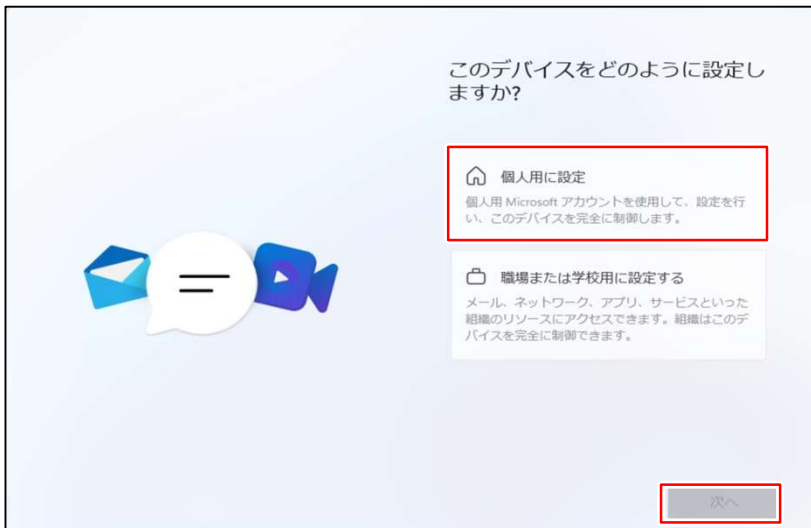 このデバイスをどのように設定し
ますか?
個人用に設定
個人用 Microsoft アカウントを使用して、設定を行
い、このデバイスを完全に制御します。
職場または学校用に設定する
メール、ネットワーク、アプリ、サービスといった
組織のリソースにアクセスできます。組織はこのデ
バイスを完全に制御できます。
次へ